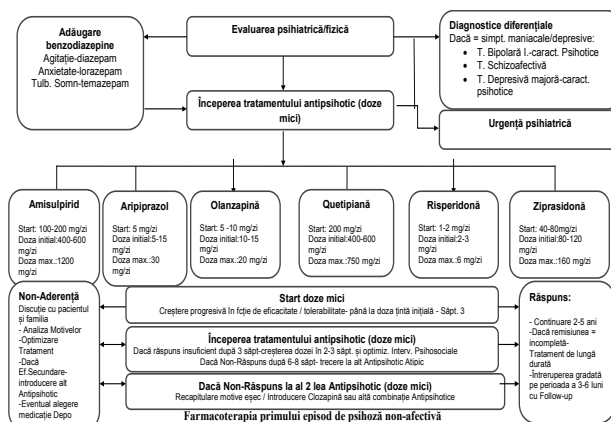 Adăugare
benzodiazepine
Agitație-diazepam
Anxietate-lorazepam
Tulb. Somn-temazepam
Evaluarea psihiatrică/fizică
Diagnostice diferențiale
Dacă = simpt. maniacale/depresive:
• T. Bipolară I.-caract. Psihotice
• T. Schizoafectivă
• T. Depresivă majoră-caract.
psihotice
Începerea tratamentului antipsihotic (doze
mici)
Urgență psihiatrică
Amisulpirid
Start: 100-200 mg/zi
Doza initial:400-600
mg/zi
Doza max.:1200
mg/zi
Aripiprazol
Start: 5 mg/zi
Doza initial:5-15
mg/zi
Doza max.:30
mg/zi
Olanzapină
Start: 5 -10 mg/zi
Doza initial:10-15
mg/zi
Doza max.:20 mg/zi
Quetipiană
Start: 200 mg/zi
Doza initial:400-600
mg/zi
Doza max.:750 mg/zi
Risperidonă
Start: 1-2 mg/zi
Doza initial:2-3
mg/zi
Doza max.:6 mg/zi
Ziprasidonă
Start: 40-80mg/zi
Doza initial:80-120
mg/zi
Doza max.:160 mg/zi
Non-Aderență
Discuție cu pacientul
și familia
- Analiza Motivelor
- Optimizare
Tratament
- Dacă
Ef.Secundare-
introducere alt
Antipsihotic
- Eventual alegere
medicație Depo
Start doze mici
Creștere progresivă în fcție de eficacitate / tolerabilitate- până la doza țintă initială - Săpt. 3
Începerea tratamentului antipsihotic (doze mici)
Dacă răspuns insuficient după 3 săpt-creșterea dozei în 2-3 săpt. și optimiz. Interv. Psihosociale
Dacă Non-Răspuns după 6-8 săpt- trecere la alt Antipsihotic Atipic
Dacă Non-Răspuns la al 2 lea Antipsihotic (doze mici)
Recapitulare motive eșec / Introducere Clozapină sau altă combinație Antipsihotice
Răspuns:
- Continuare 2-5 ani
-Dacă remisiunea =
incompletă-
Tratament de lungă
durată
- Întreruperea gradată
pe perioada a 3-6 luni
cu Follow-up
Farmacoterapia primului episod de psihoză non-afectivă